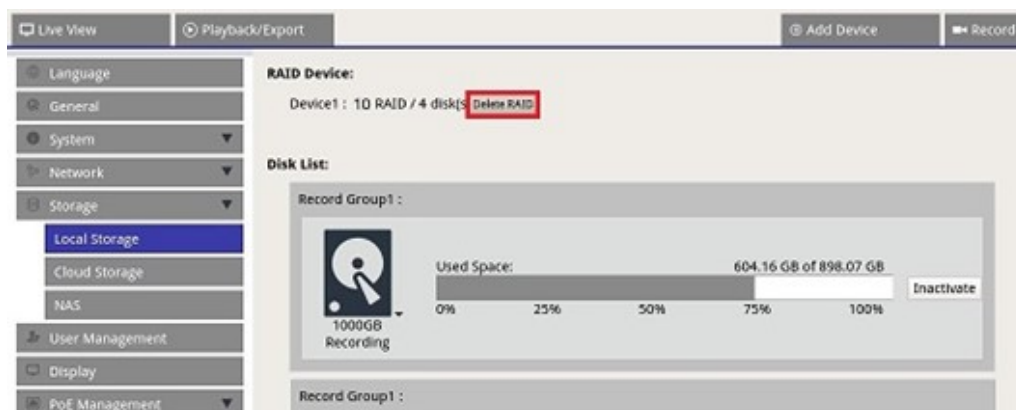 Live View
Playback/Export
Add Device
Record
Language
General
System
Network
Storage
Local Storage
Cloud Storage
NAS
User Management
Display
PoE Management
RAID Device:
Device1 : 10 RAID / 4 disk(s Delete RAID
Disk List:
Record Group1 :
Used Space: 604.16 GB of 898.07 GB
0% 25% 50% 75% 100%
Inactivate
1000GB
Recording
Record Group1 :